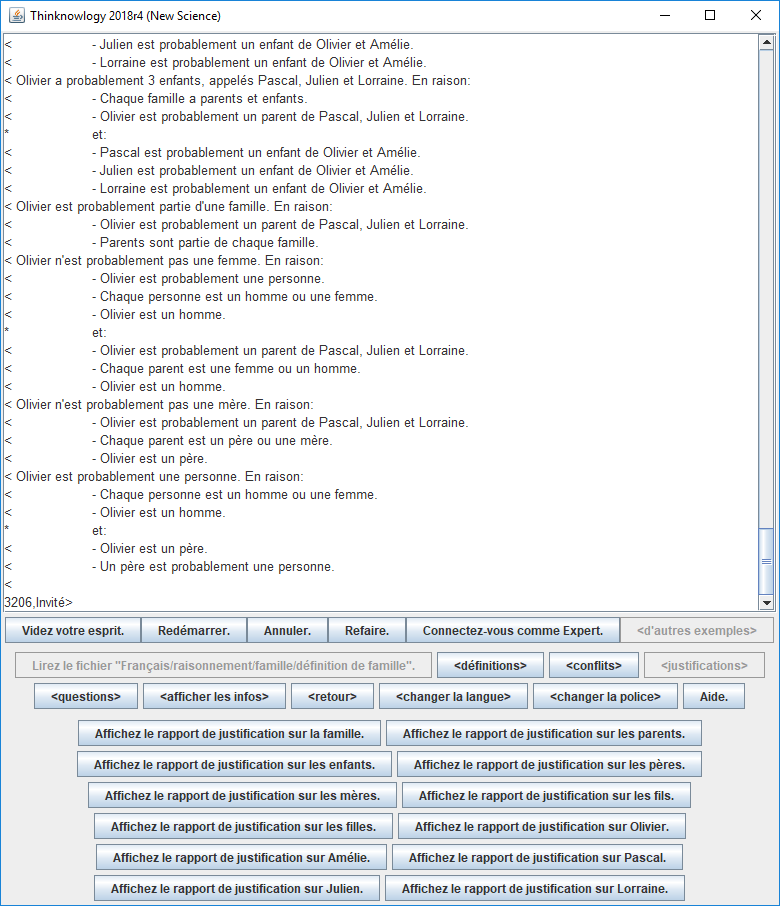 Thinknowlogy 2018r4 (New Science)
< - Julien est probablement un enfant de Olivier et Amélie.
< - Lorraine est probablement un enfant de Olivier et Amélie.
< Olivier a probablement 3 enfants, appelés Pascal, Julien et Lorraine. En raison:
< - Chaque famille a parents et enfants.
< - Olivier est probablement un parent de Pascal, Julien et Lorraine.
* et:
< - Pascal est probablement un enfant de Olivier et Amélie.
< - Julien est probablement un enfant de Olivier et Amélie.
< - Lorraine est probablement un enfant de Olivier et Amélie.
< Olivier est probablement partie d'une famille. En raison:
< - Olivier est probablement un parent de Pascal, Julien et Lorraine.
< - Parents sont partie de chaque famille.
< Olivier n'est probablement pas une femme. En raison:
< - Olivier est probablement une personne.
< - Chaque personne est un homme ou une femme.
< - Olivier est un homme.
* et:
< - Olivier est probablement un parent de Pascal, Julien et Lorraine.
< - Chaque parent est une femme ou un homme.
< - Olivier est un homme.
< Olivier n'est probablement pas une mère. En raison:
< - Olivier est probablement un parent de Pascal, Julien et Lorraine.
< - Chaque parent est un père ou une mère.
< - Olivier est un père.
< Olivier est probablement une personne. En raison:
< - Chaque personne est un homme ou une femme.
< - Olivier est un homme.
* et:
< - Olivier est un père.
< - Un père est probablement une personne.
<
3206,Invité>
Videz votre esprit. Redémarrer. Annuler. Refaire. Connectez-vous comme Expert. <d'autres exemples>
Lirez le fichier "Français/raisonnement/famille/définition de famille". <définitions> <conflits> <justifications>
<questions> <afficher les infos> <retour> <changer la langue> <changer la police> Aide.
Affichez le rapport de justification sur la famille. Affichez le rapport de justification sur les parents.
Affichez le rapport de justification sur les enfants. Affichez le rapport de justification sur les pères.
Affichez le rapport de justification sur les mères. Affichez le rapport de justification sur les fils.
Affichez le rapport de justification sur les filles. Affichez le rapport de justification sur Olivier.
Affichez le rapport de justification sur Amélie. Affichez le rapport de justification sur Pascal.
Affichez le rapport de justification sur Julien. Affichez le rapport de justification sur Lorraine.